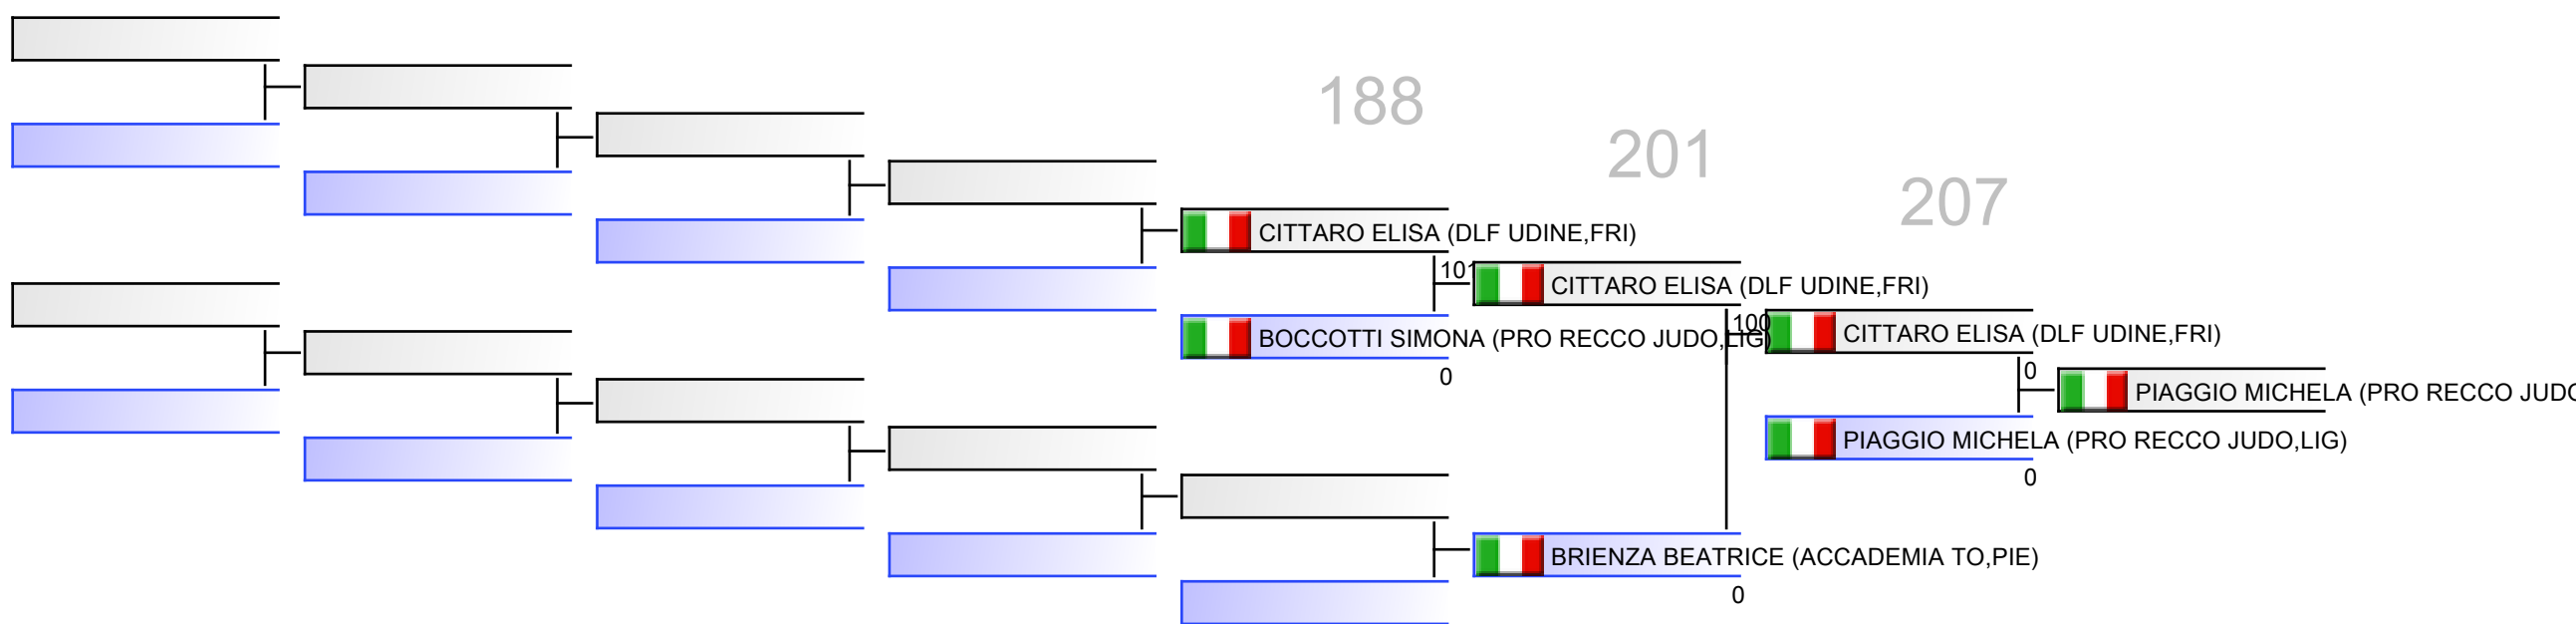 188
201
207
CITTARO ELISA (DLF UDINE,FRI)
101
CITTARO ELISA (DLF UDINE,FRI)
BOCCOTTI SIMONA (PRO RECCO JUDO,LIG)
0
100
CITTARO ELISA (DLF UDINE,FRI)
0
PIAGGIO MICHELA (PRO RECCO JUDO
PIAGGIO MICHELA (PRO RECCO JUDO,LIG)
0
BRIENZA BEATRICE (ACCADEMIA TO,PIE)
0